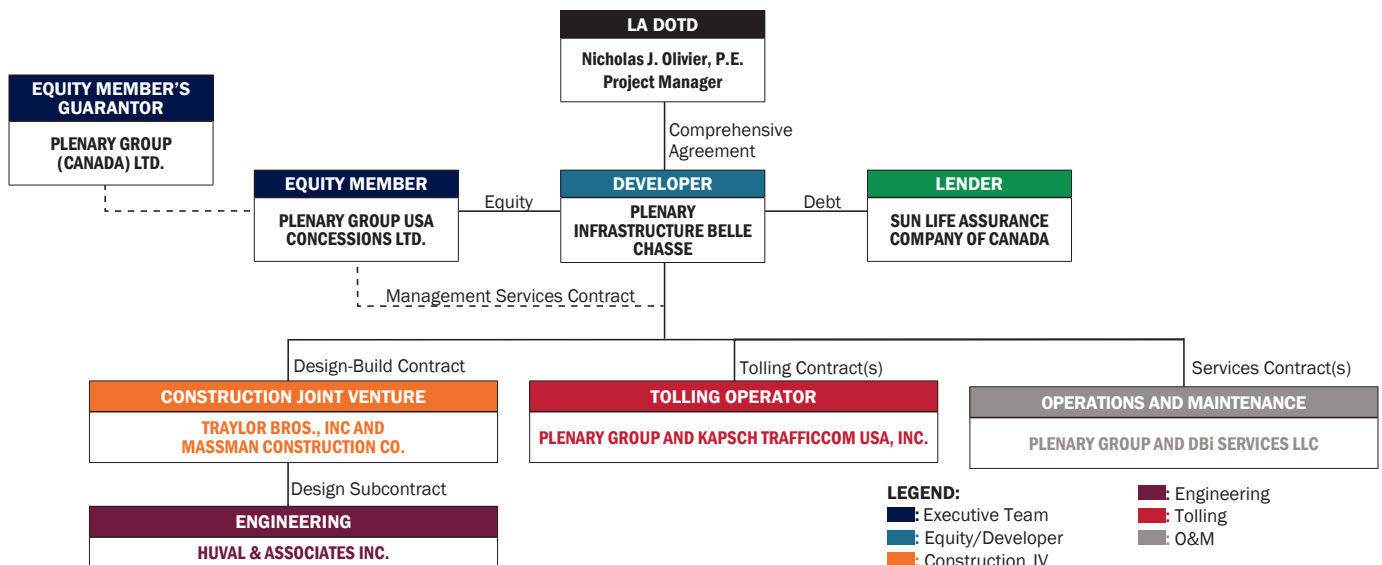 LA DOTD
Nicholas J. Olivier, P.E.
Project Manager
EQUITY MEMBER'S
GUARANTOR
PLENARY GROUP
(CANADA) LTD.
Comprehensive
Agreement
EQUITY MEMBER
PLENARY GROUP USA
CONCESSIONS LTD.
Equity
DEVELOPER
PLENARY
INFRASTRUCTURE BELLE
CHASSE
Debt
LENDER
SUN LIFE ASSURANCE
COMPANY OF CANADA
Management Services Contract
Design-Build Contract
Tolling Contract(s)
Services Contract(s)
CONSTRUCTION JOINT VENTURE
TRAYLOR BROS., INC AND
MASSMAN CONSTRUCTION CO.
TOLLING OPERATOR
PLENARY GROUP AND KAPSCH TRAFFICCOM USA, INC.
OPERATIONS AND MAINTENANCE
PLENARY GROUP AND DBi SERVICES LLC
Design Subcontract
ENGINEERING
HUVAL & ASSOCIATES INC.
LEGEND:
: Executive Team
: Equity/Developer
: Construction JV
: Engineering
: Tolling
: O&M